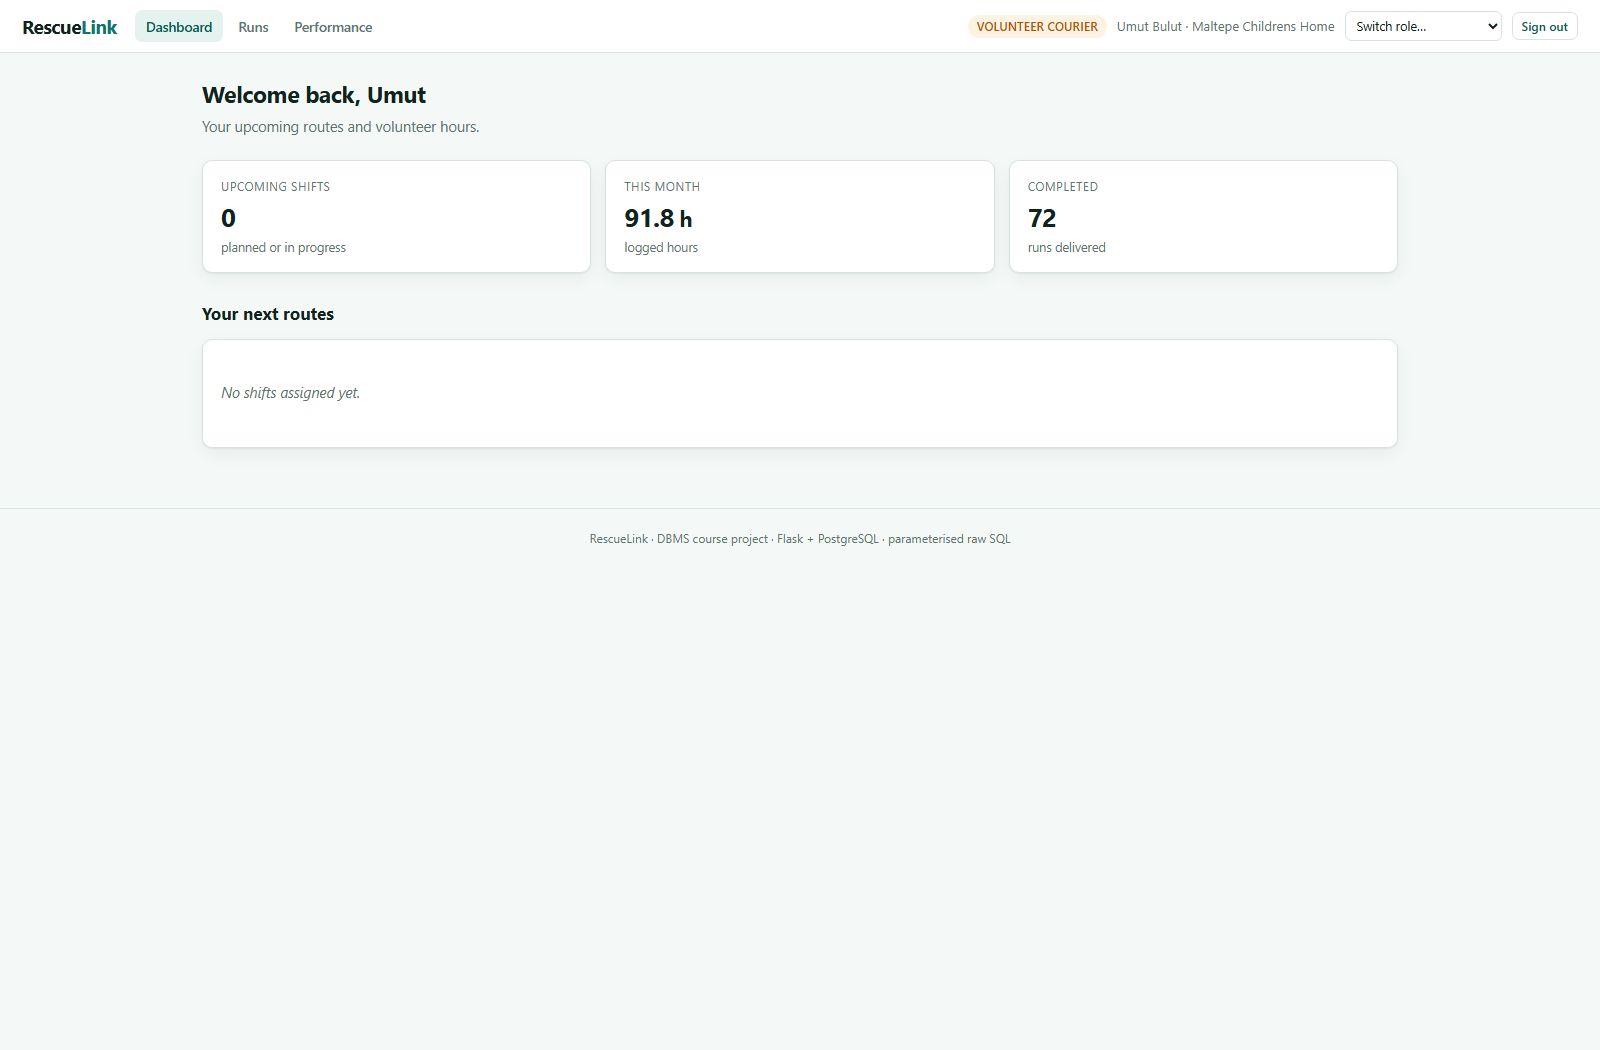 RescueLink Dashboard Runs Performance VOLUNTEER COURIER Umut Bulut · Maltepe Childrens Home Switch role... Sign out
Welcome back, Umut
Your upcoming routes and volunteer hours.
UPCOMING SHIFTS
0
planned or in progress
THIS MONTH
91.8 h
logged hours
COMPLETED
72
runs delivered
Your next routes
No shifts assigned yet.
RescueLink · DBMS course project · Flask + PostgreSQL · parameterised raw SQL